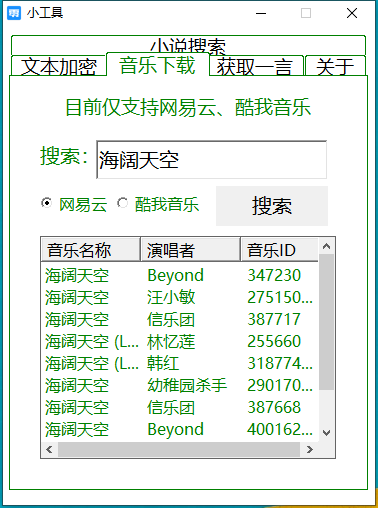 小工具
小说搜索
文本加密 音乐下载 获取一言 关于
目前仅支持网易云、酷我音乐
搜索： 海阔天空
网易云 酷我音乐 搜索
音乐名称 演唱者 音乐ID
海阔天空 Beyond 347230
海阔天空 汪小敏 275150...
海阔天空 信乐团 387717
海阔天空 (L... 林忆莲 255660
海阔天空 (L... 韩红 318774...
海阔天空 幼稚园杀手 290170...
海阔天空 信乐团 387668
海阔天空 Beyond 400162...